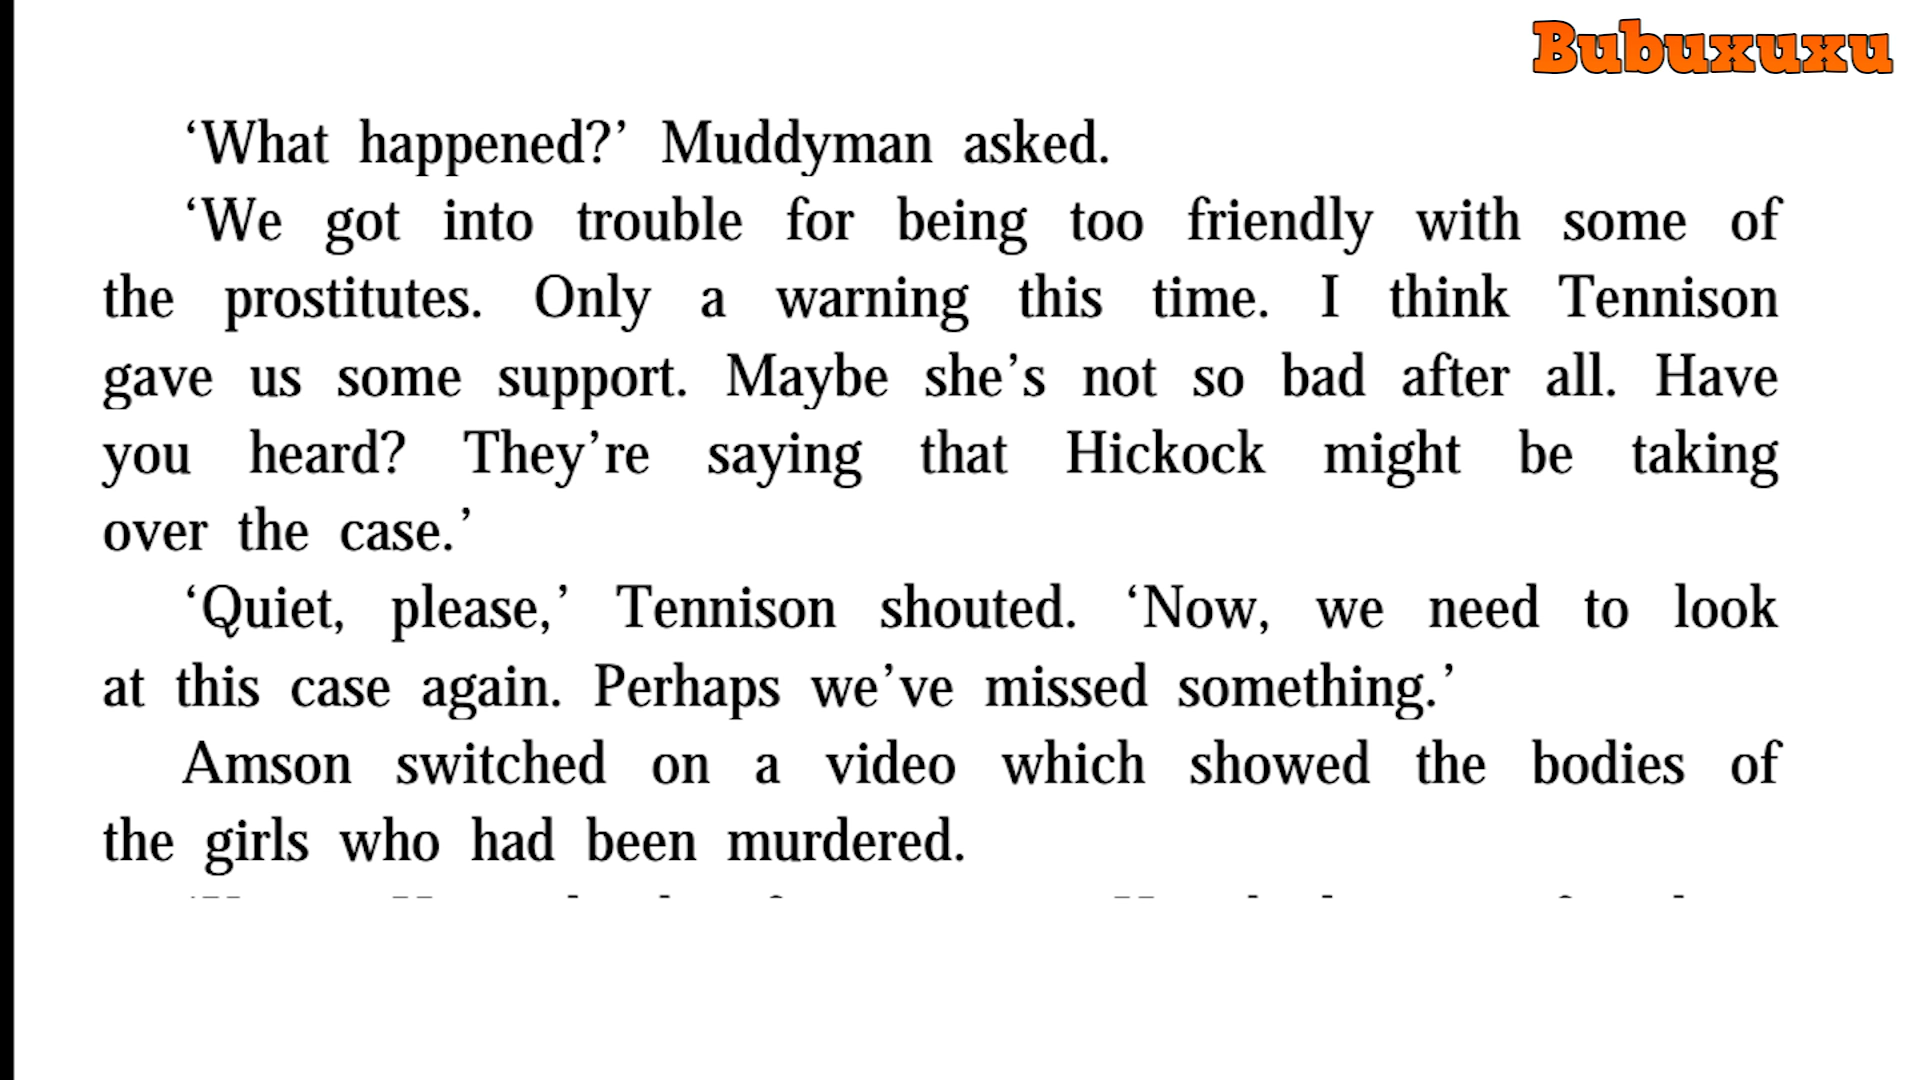 Bubuxuxu
‘What happened?’ Muddyman asked.
‘We got into trouble for being too friendly with some of
the prostitutes. Only a warning this time. I think Tennison
gave us some support. Maybe she’s not so bad after all. Have
you heard? They’re saying that Hickock might be taking
over the case.’
‘Quiet, please,’ Tennison shouted. ‘Now, we need to look
at this case again. Perhaps we’ve missed something.’
Amson switched on a video which showed the bodies of
the girls who had been murdered.